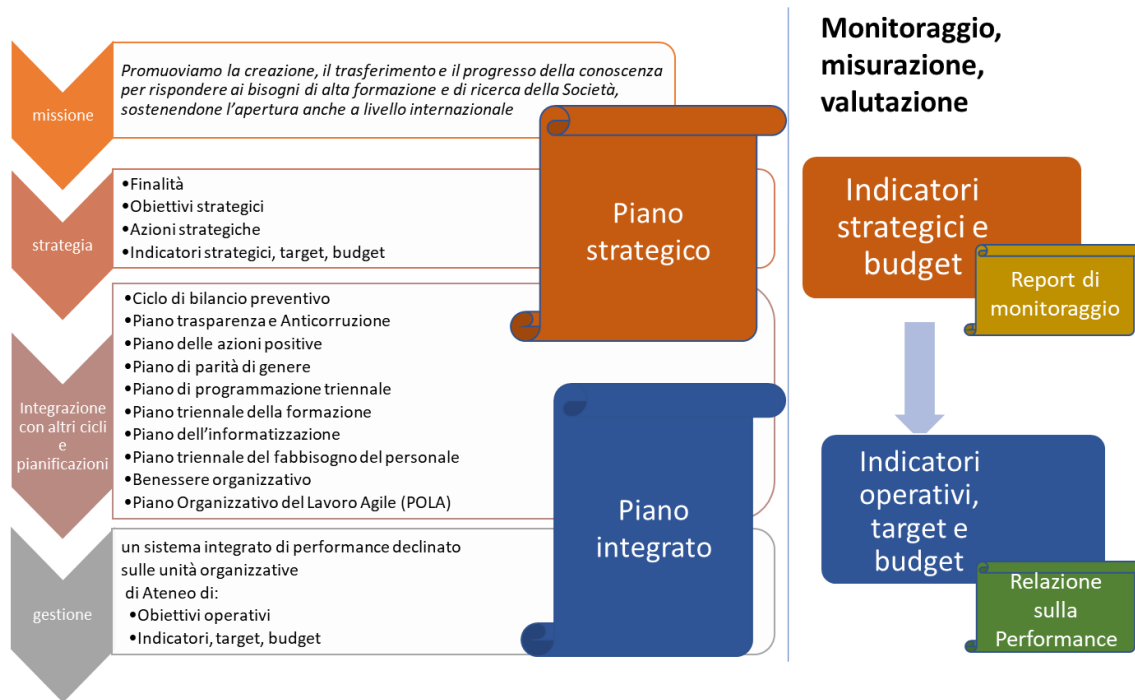 missione
Promuoviamo la creazione, il trasferimento e il progresso della conoscenza
per rispondere ai bisogni di alta formazione e di ricerca della Società,
sostenendone l'apertura anche a livello internazionale
strategia
•Finalità
•Obiettivi strategici
•Azioni strategiche
•Indicatori strategici, target, budget
Piano
strategico
Integrazione
con altri cicli
e
pianificazioni
•Ciclo di bilancio preventivo
•Piano trasparenza e Anticorruzione
•Piano delle azioni positive
•Piano di parità di genere
•Piano di programmazione triennale
•Piano triennale della formazione
•Piano dell'informatizzazione
•Piano triennale del fabbisogno del personale
•Benessere organizzativo
•Piano Organizzativo del Lavoro Agile (POLA)
Piano
integrato
gestione
un sistema integrato di performance declinato
sulle unità organizzative
di Ateneo di:
•Obiettivi operativi
•Indicatori, target, budget
Monitoraggio,
misurazione,
valutazione
Indicatori
strategici e
budget
Report di
monitoraggio
Indicatori
operativi,
target e
budget
Relazione
sulla
Performance